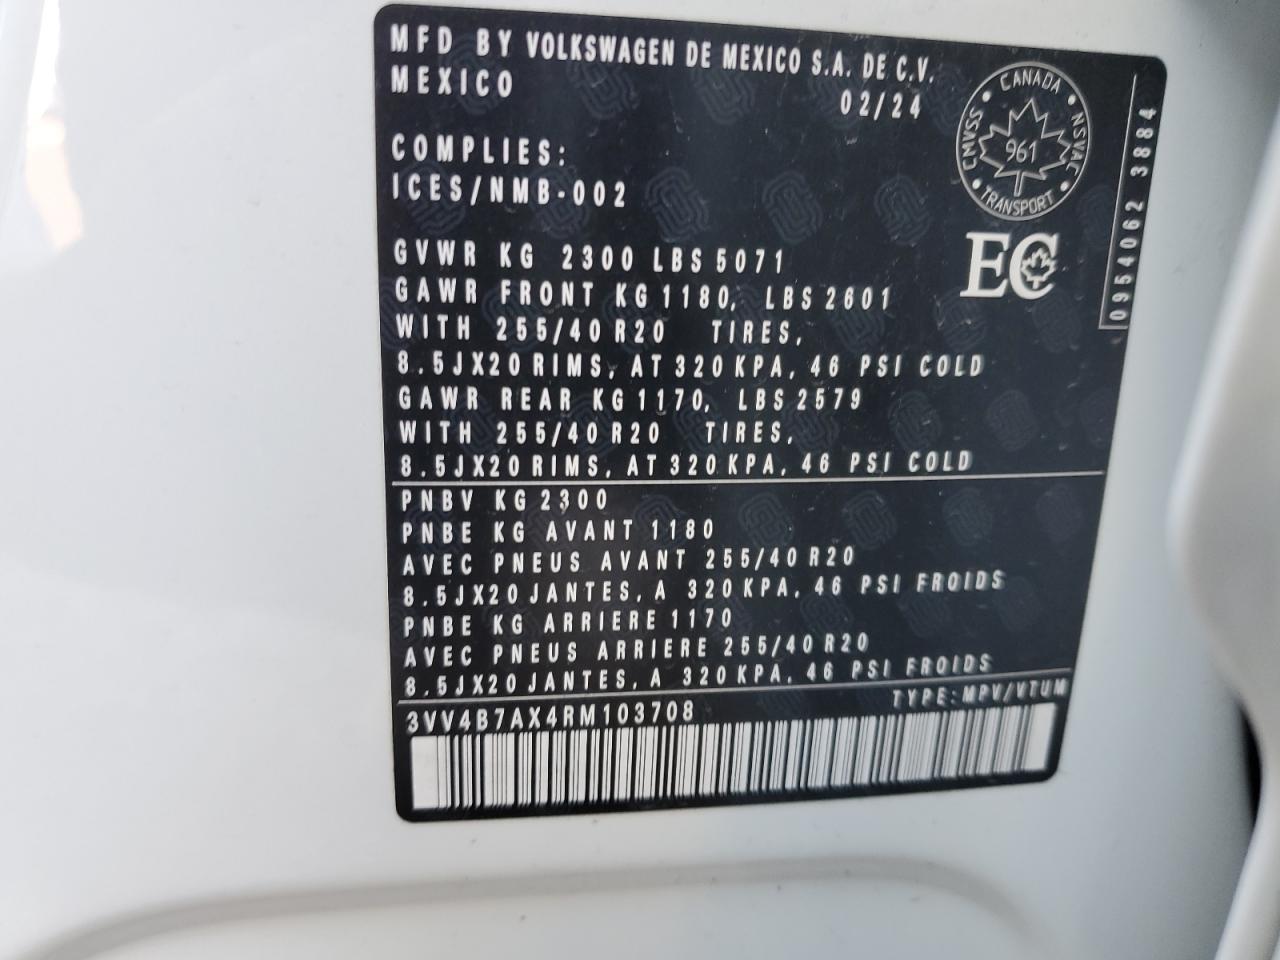 MFD BY VOLKSWAGEN DE MEXICO S.A. DE C.V.
MEXICO 02/24
CANADA
CMVSS 961 NSVAC
TRANSPORT
0954062 3884
COMPLIES:
ICES/NMB-002
EC
GVWR KG 2300 LBS 5071
GAWR FRONT KG 1180, LBS 2601
WITH 255/40 R20 TIRES,
8.5JX20 RIMS, AT 320 KPA, 46 PSI COLD
GAWR REAR KG 1170, LBS 2579
WITH 255/40 R20 TIRES,
8.5JX20 RIMS, AT 320 KPA, 46 PSI COLD
PNBV KG 2300
PNBE KG AVANT 1180
AVEC PNEUS AVANT 255/40 R20
8.5JX20 JANTES, A 320 KPA, 46 PSI FROIDS
PNBE KG ARRIERE 1170
AVEC PNEUS ARRIERE 255/40 R20
8.5JX20 JANTES, A 320 KPA, 46 PSI FROIDS
TYPE: MPV/VTUM
3VV4B7AX4RM103708